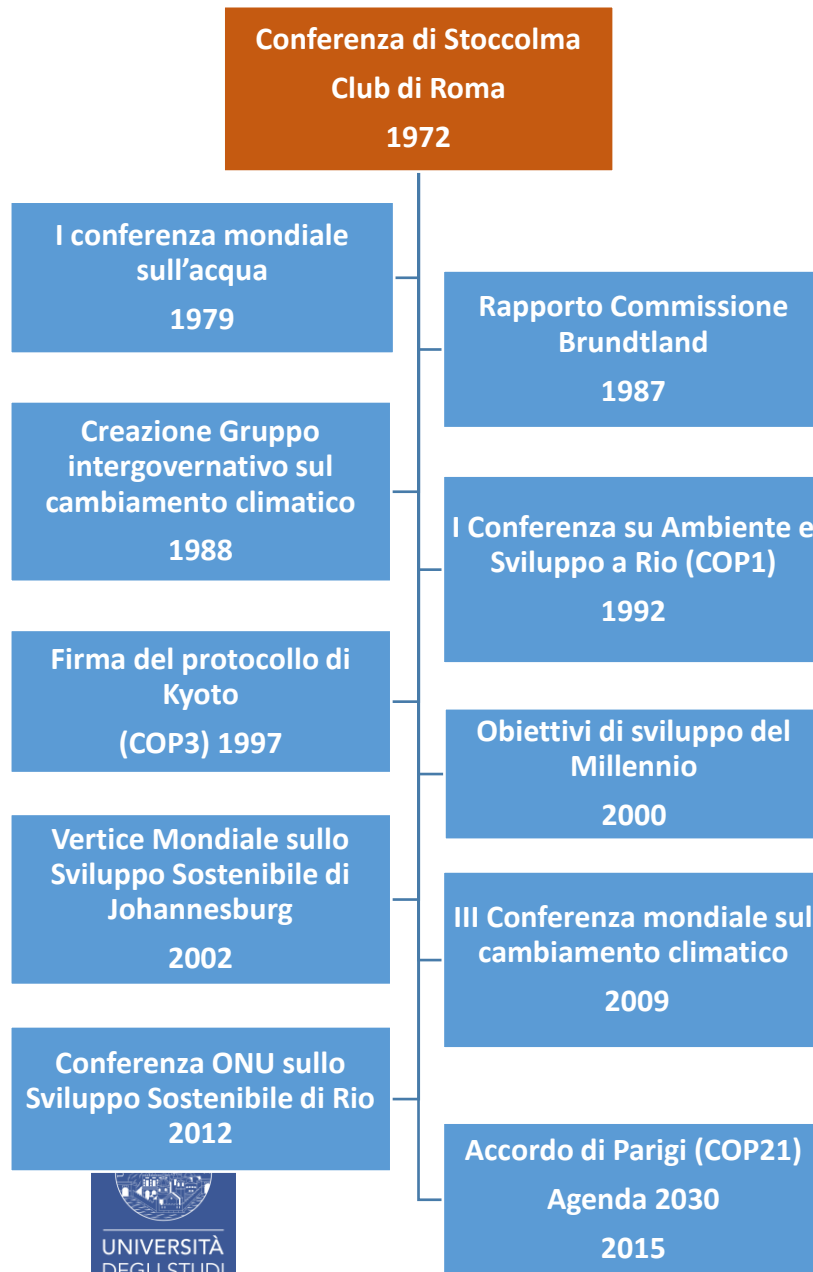 Conferenza di Stoccolma
Club di Roma
1972
I conferenza mondiale
sull’acqua
1979
Rapporto Commissione
Brundtland
1987
Creazione Gruppo
intergovernativo sul
cambiamento climatico
1988
I Conferenza su Ambiente e
Sviluppo a Rio (COP1)
1992
Firma del protocollo di
Kyoto
(COP3) 1997
Obiettivi di sviluppo del
Millennio
2000
Vertice Mondiale sullo
Sviluppo Sostenibile di
Johannesburg
2002
III Conferenza mondiale sul
cambiamento climatico
2009
Conferenza ONU sullo
Sviluppo Sostenibile di Rio
2012
Accordo di Parigi (COP21)
Agenda 2030
2015
UNIVERSITÀ
DEGLI STUDI